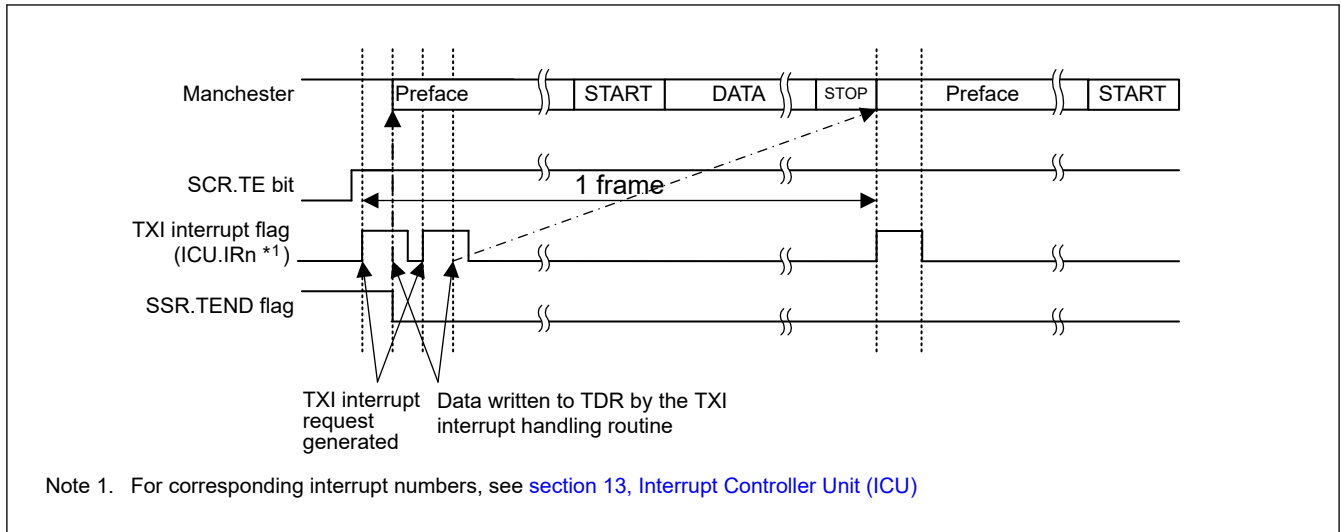 Manchester
Preface
START
DATA
STOP
Preface
START
SCR.TE bit
1 frame
TXI interrupt flag
(ICU.IRn *1)
SSR.TEND flag
TXI interrupt
request
generated
Data written to TDR by the TXI
interrupt handling routine
Note 1. For corresponding interrupt numbers, see section 13, Interrupt Controller Unit (ICU)